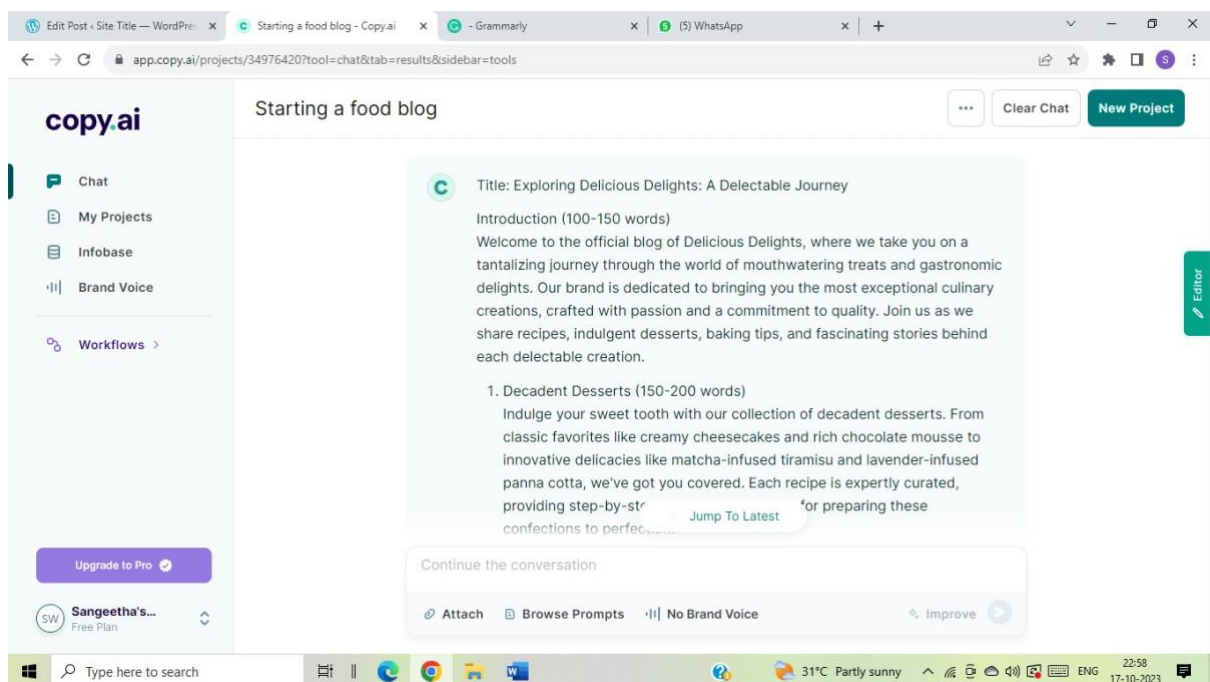 Edit Post ‹ Site Title — WordPre
Starting a food blog - Copy.ai
- Grammarly
(5) WhatsApp
app.copy.ai/projects/34976420?tool=chat&tab=results&sidebar=tools
S
copy.ai
Starting a food blog
Clear Chat
New Project
Chat
My Projects
Infobase
Brand Voice
Workflows >
C
Title: Exploring Delicious Delights: A Delectable Journey
Introduction (100-150 words)
Welcome to the official blog of Delicious Delights, where we take you on a
tantalizing journey through the world of mouthwatering treats and gastronomic
delights. Our brand is dedicated to bringing you the most exceptional culinary
creations, crafted with passion and a commitment to quality. Join us as we
share recipes, indulgent desserts, baking tips, and fascinating stories behind
each delectable creation.
1. Decadent Desserts (150-200 words)
Indulge your sweet tooth with our collection of decadent desserts. From
classic favorites like creamy cheesecakes and rich chocolate mousse to
innovative delicacies like matcha-infused tiramisu and lavender-infused
panna cotta, we've got you covered. Each recipe is expertly curated,
providing step-by-st for preparing these
Jump To Latest
confections to perfec
Editor
Upgrade to Pro
SW
Sangeetha's...
Free Plan
Continue the conversation
Attach
Browse Prompts
No Brand Voice
Improve
Type here to search
31°C Partly sunny
ENG
22:58
17-10-2023